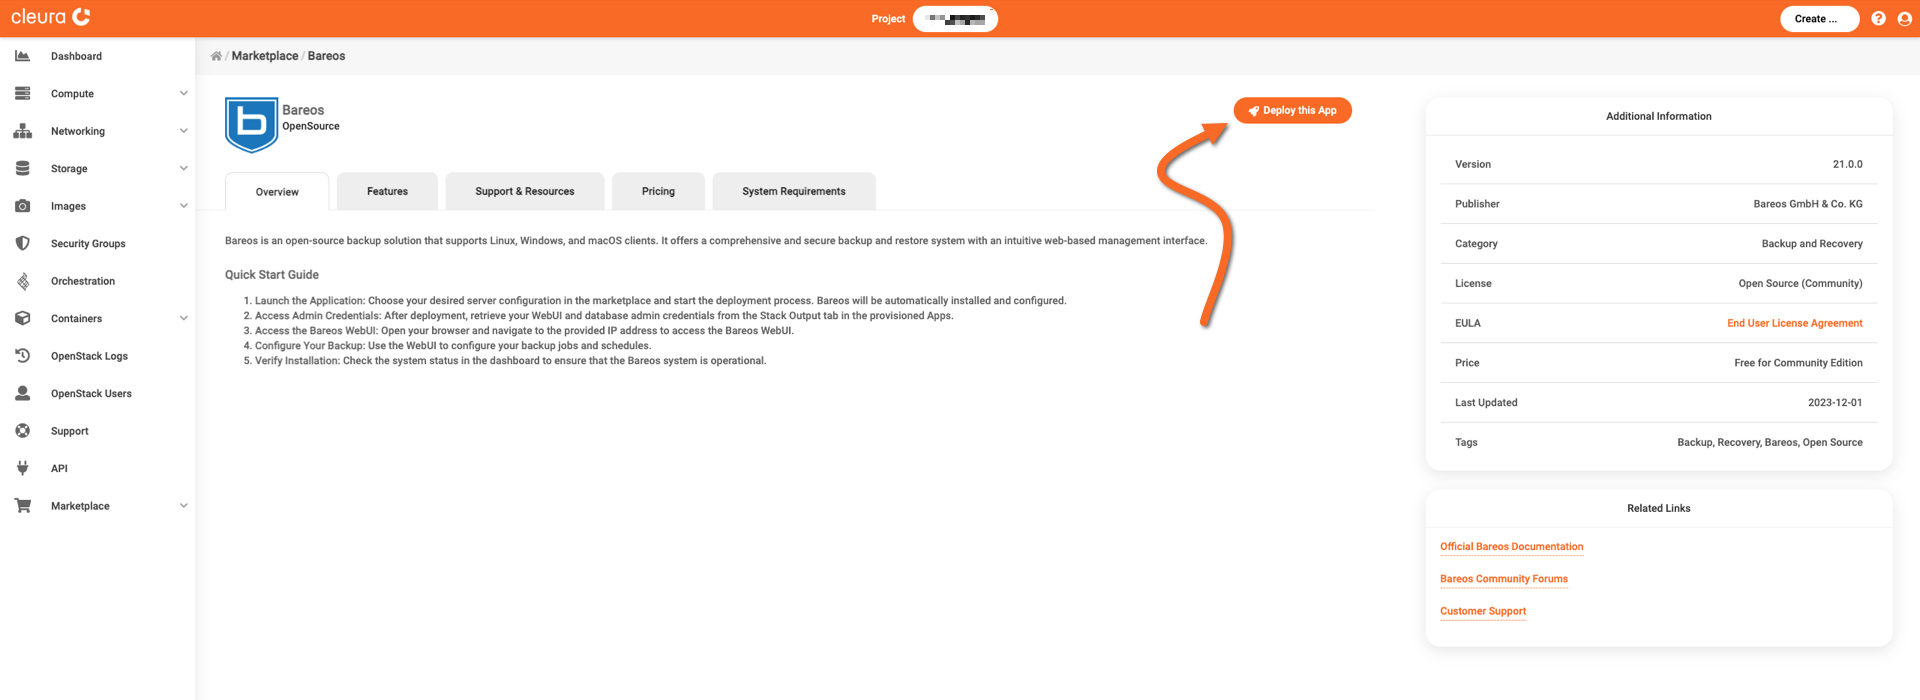 cleura
Project
Create ...
Dashboard
Compute
Networking
Storage
Images
Security Groups
Orchestration
Containers
OpenStack Logs
OpenStack Users
Support
API
Marketplace
/ Marketplace / Bareos
b
Bareos
OpenSource
Deploy this App
Overview
Features
Support & Resources
Pricing
System Requirements
Bareos is an open-source backup solution that supports Linux, Windows, and macOS clients. It offers a comprehensive and secure backup and restore system with an intuitive web-based management interface.
Quick Start Guide
1. Launch the Application: Choose your desired server configuration in the marketplace and start the deployment process. Bareos will be automatically installed and configured.
2. Access Admin Credentials: After deployment, retrieve your WebUI and database admin credentials from the Stack Output tab in the provisioned Apps.
3. Access the Bareos WebUI: Open your browser and navigate to the provided IP address to access the Bareos WebUI.
4. Configure Your Backup: Use the WebUI to configure your backup jobs and schedules.
5. Verify Installation: Check the system status in the dashboard to ensure that the Bareos system is operational.
Additional Information
Version 21.0.0
Publisher Bareos GmbH & Co. KG
Category Backup and Recovery
License Open Source (Community)
EULA End User License Agreement
Price Free for Community Edition
Last Updated 2023-12-01
Tags Backup, Recovery, Bareos, Open Source
Related Links
Official Bareos Documentation
Bareos Community Forums
Customer Support